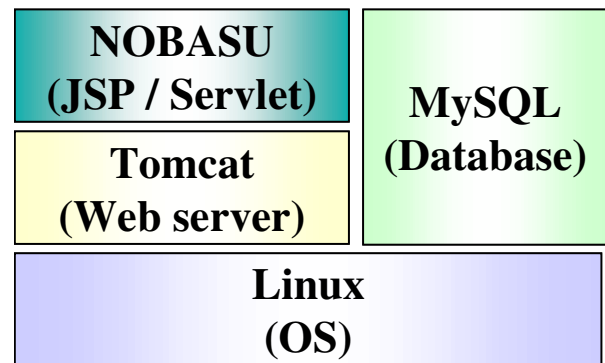 NOBASU
(JSP / Servlet)
MySQL
(Database)
Tomcat
(Web server)
Linux
(OS)